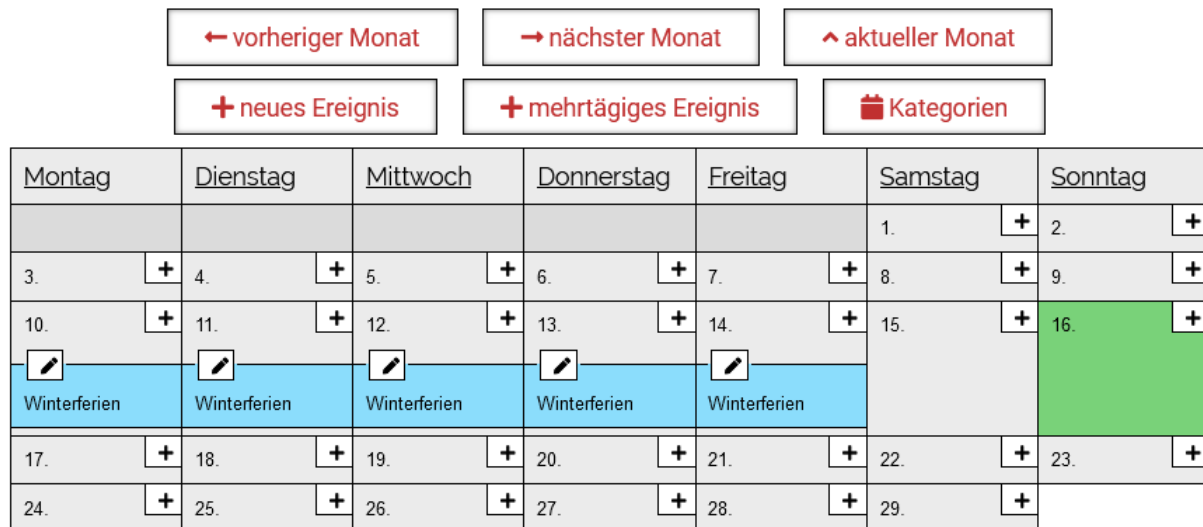 vorheriger Monat nächster Monat aktueller Monat
neues Ereignis mehrtägiges Ereignis Kategorien
Montag Dienstag Mittwoch Donnerstag Freitag Samstag Sonntag
1. 2.
3. 4. 5. 6. 7. 8. 9.
10. 11. 12. 13. 14. 15. 16.
Winterferien Winterferien Winterferien Winterferien Winterferien
17. 18. 19. 20. 21. 22. 23.
24. 25. 26. 27. 28. 29.